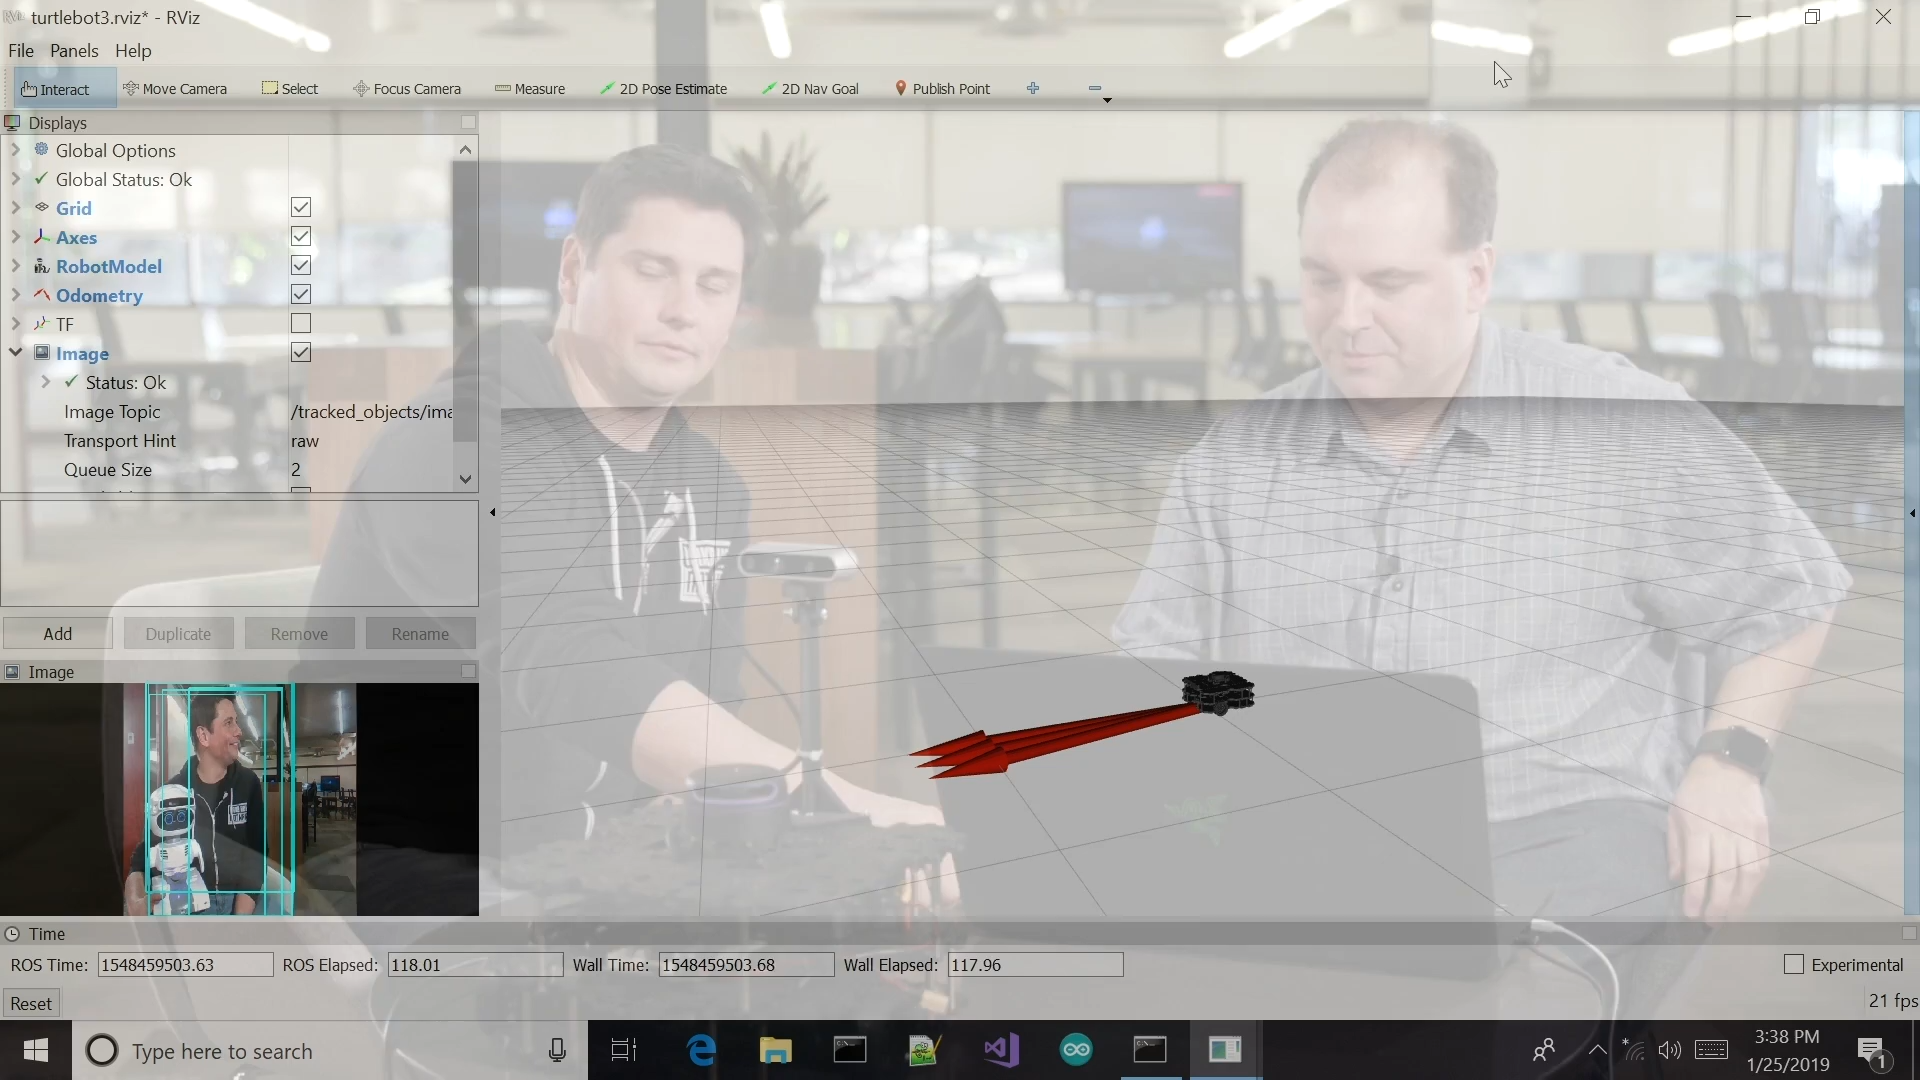 turtlebot3.rviz* - RViz
File Panels Help
Interact Move Camera Select Focus Camera Measure 2D Pose Estimate 2D Nav Goal Publish Point
Displays
Global Options
Global Status: Ok
Grid
Axes
RobotModel
Odometry
TF
Image
Status: Ok
Image Topic /tracked_objects/ima
Transport Hint raw
Queue Size 2
Add Duplicate Remove Rename
Image
Time
ROS Time: 1548459503.63 ROS Elapsed: 118.01 Wall Time: 1548459503.68 Wall Elapsed: 117.96 Experimental
Reset 21 fps
Type here to search
3:38 PM
1/25/2019
1